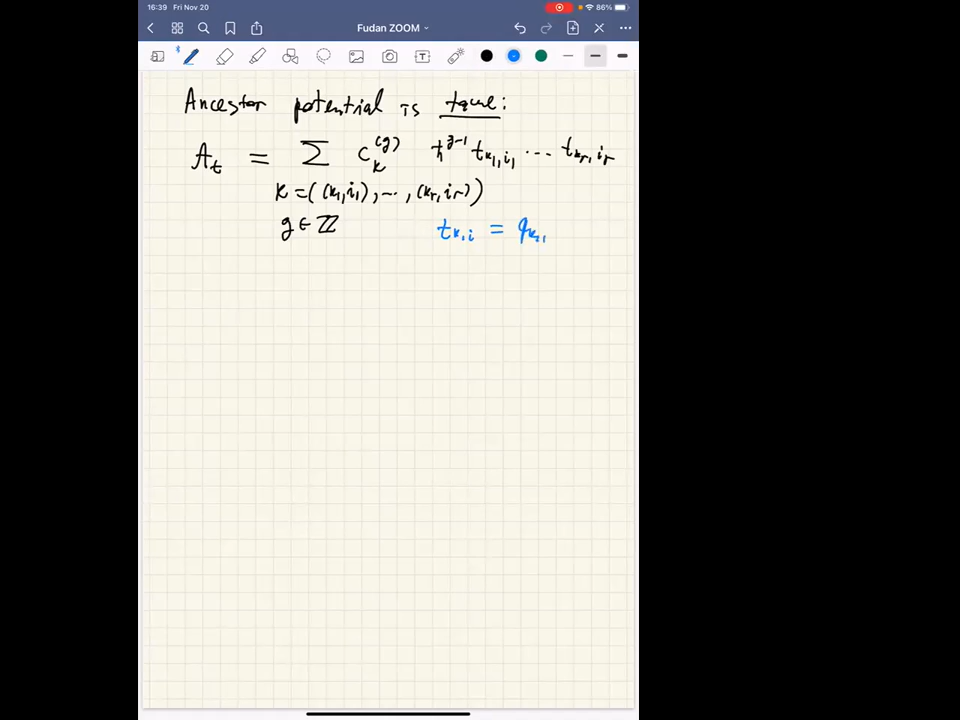 16:39 Fri Nov 20 86%
Fudan ZOOM
Ancestor potential is tame:
A_t = ∑ c_k^{(g)} ħ^{g-1} t_{k_1,i_1} ... t_{k_r,i_r}
k = ((k_1,i_1), ..., (k_r,i_r))
g ∈ ℤ t_{k,i} = q_{k,i}